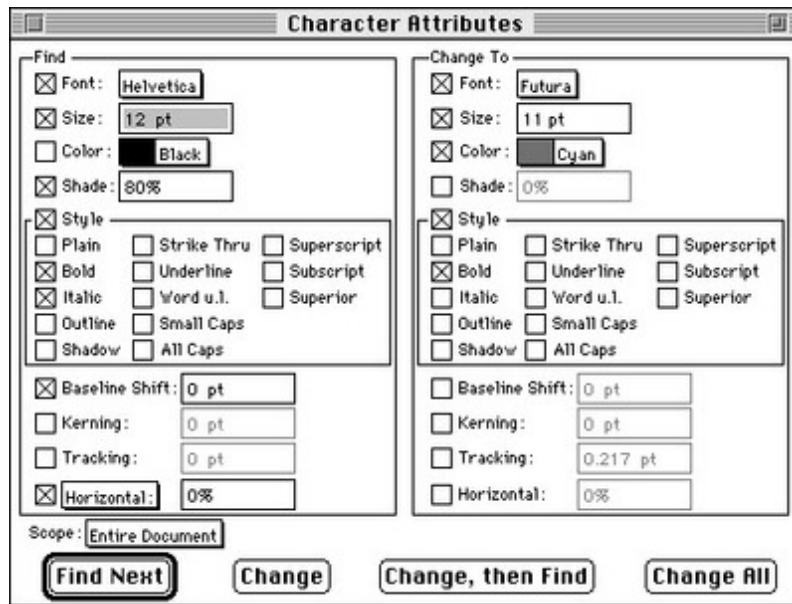 Character Attributes
Find
Font: Helvetica
Size: 12 pt
Color: Black
Shade: 80%
Style
Plain Strike Thru Superscript
Bold Underline Subscript
Italic Word u.l. Superior
Outline Small Caps
Shadow All Caps
Baseline Shift: 0 pt
Kerning: 0 pt
Tracking: 0 pt
Horizontal: 0%
Change To
Font: Futura
Size: 11 pt
Color: Cyan
Shade: 0%
Style
Plain Strike Thru Superscript
Bold Underline Subscript
Italic Word u.l. Superior
Outline Small Caps
Shadow All Caps
Baseline Shift: 0 pt
Kerning: 0 pt
Tracking: 0.217 pt
Horizontal: 0%
Scope: Entire Document
Find Next Change Change, then Find Change All